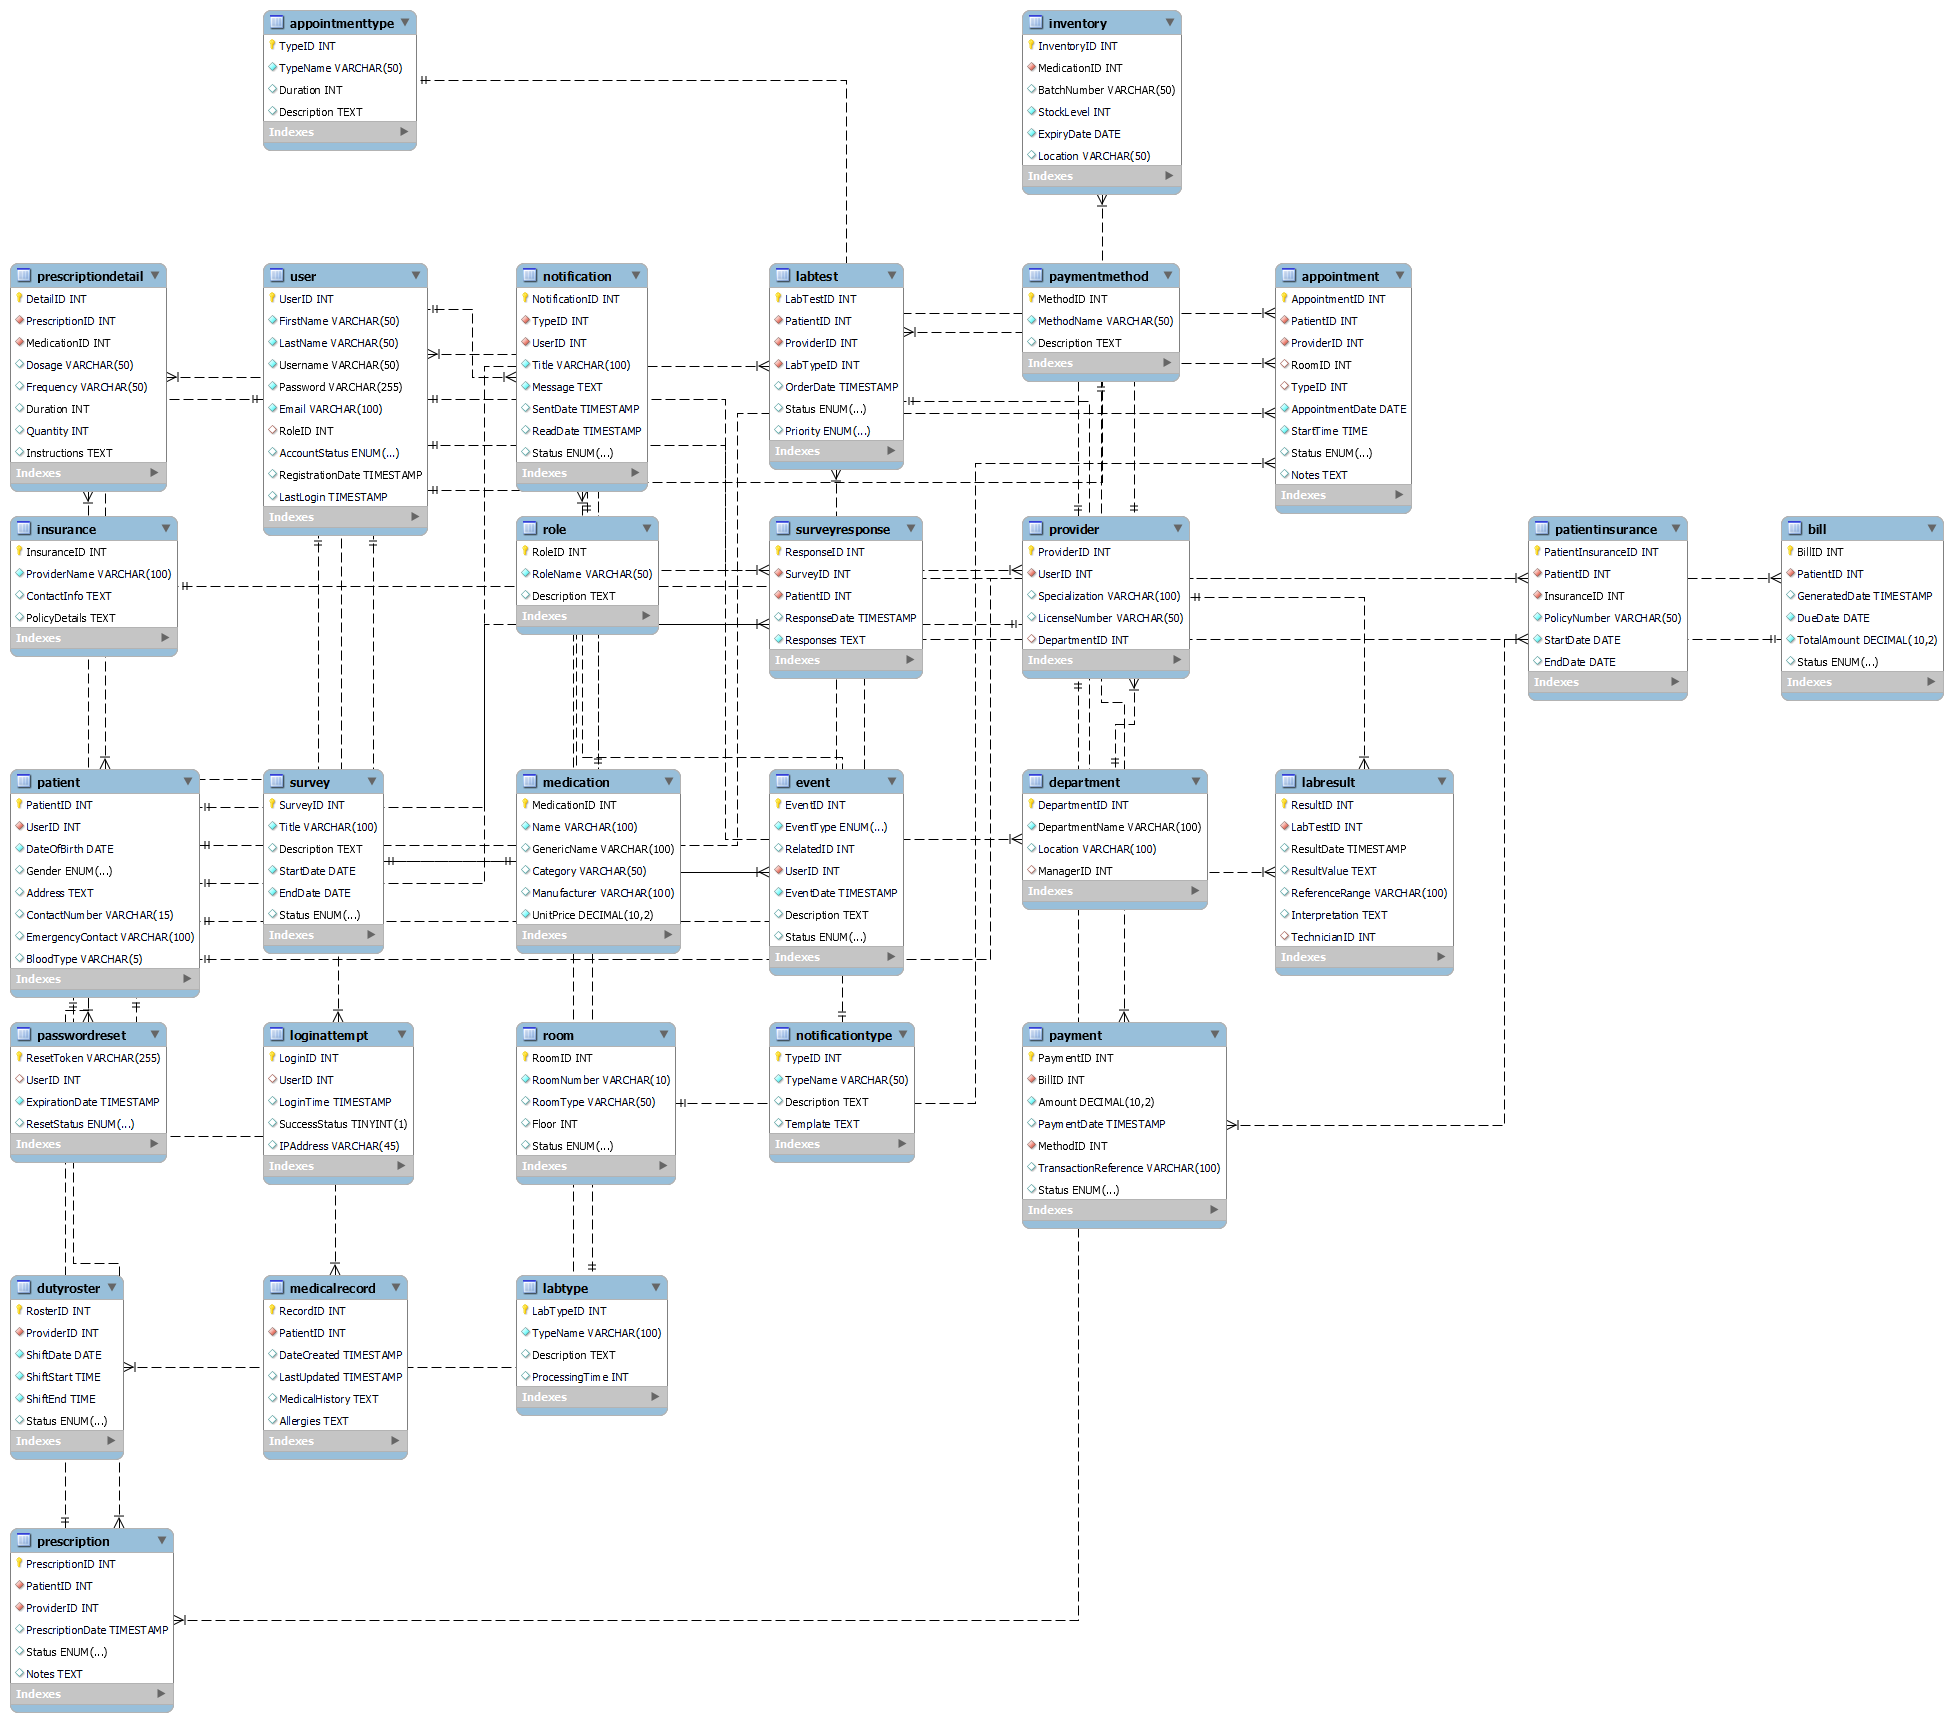 appointmenttype
TypeID INT
TypeName VARCHAR(50)
Duration INT
Description TEXT
Indexes
inventory
InventoryID INT
MedicationID INT
BatchNumber VARCHAR(50)
StockLevel INT
ExpiryDate DATE
Location VARCHAR(50)
Indexes
prescriptiondetail
DetailID INT
PrescriptionID INT
MedicationID INT
Dosage VARCHAR(50)
Frequency VARCHAR(50)
Duration INT
Quantity INT
Instructions TEXT
Indexes
user
UserID INT
FirstName VARCHAR(50)
LastName VARCHAR(50)
Username VARCHAR(50)
Password VARCHAR(255)
Email VARCHAR(100)
RoleID INT
AccountStatus ENUM(...)
RegistrationDate TIMESTAMP
LastLogin TIMESTAMP
Indexes
notification
NotificationID INT
TypeID INT
UserID INT
Title VARCHAR(100)
Message TEXT
SentDate TIMESTAMP
ReadDate TIMESTAMP
Status ENUM(...)
Indexes
labtest
LabTestID INT
PatientID INT
ProviderID INT
LabTypeID INT
OrderDate TIMESTAMP
Status ENUM(...)
Priority ENUM(...)
Indexes
paymentmethod
MethodID INT
MethodName VARCHAR(50)
Description TEXT
Indexes
appointment
AppointmentID INT
PatientID INT
ProviderID INT
RoomID INT
TypeID INT
AppointmentDate DATE
StartTime TIME
Status ENUM(...)
Notes TEXT
Indexes
insurance
InsuranceID INT
ProviderName VARCHAR(100)
ContactInfo TEXT
PolicyDetails TEXT
Indexes
role
RoleID INT
RoleName VARCHAR(50)
Description TEXT
Indexes
surveyresponse
ResponseID INT
SurveyID INT
PatientID INT
ResponseDate TIMESTAMP
Responses TEXT
Indexes
provider
ProviderID INT
UserID INT
Specialization VARCHAR(100)
LicenseNumber VARCHAR(50)
DepartmentID INT
Indexes
patientinsurance
PatientInsuranceID INT
PatientID INT
InsuranceID INT
PolicyNumber VARCHAR(50)
StartDate DATE
EndDate DATE
Indexes
bill
BillID INT
PatientID INT
GeneratedDate TIMESTAMP
DueDate DATE
TotalAmount DECIMAL(10,2)
Status ENUM(...)
Indexes
patient
PatientID INT
UserID INT
DateOfBirth DATE
Gender ENUM(...)
Address TEXT
ContactNumber VARCHAR(15)
EmergencyContact VARCHAR(100)
BloodType VARCHAR(5)
Indexes
survey
SurveyID INT
Title VARCHAR(100)
Description TEXT
StartDate DATE
EndDate DATE
Status ENUM(...)
Indexes
medication
MedicationID INT
Name VARCHAR(100)
GenericName VARCHAR(100)
Category VARCHAR(50)
Manufacturer VARCHAR(100)
UnitPrice DECIMAL(10,2)
Indexes
event
EventID INT
EventType ENUM(...)
RelatedID INT
UserID INT
EventDate TIMESTAMP
Description TEXT
Status ENUM(...)
Indexes
department
DepartmentID INT
DepartmentName VARCHAR(100)
Location VARCHAR(100)
ManagerID INT
Indexes
labresult
ResultID INT
LabTestID INT
ResultDate TIMESTAMP
ResultValue TEXT
ReferenceRange VARCHAR(100)
Interpretation TEXT
TechnicianID INT
Indexes
passwordreset
ResetToken VARCHAR(255)
UserID INT
ExpirationDate TIMESTAMP
ResetStatus ENUM(...)
Indexes
loginattempt
LoginID INT
UserID INT
LoginTime TIMESTAMP
SuccessStatus TINYINT(1)
IPAddress VARCHAR(45)
Indexes
room
RoomID INT
RoomNumber VARCHAR(10)
RoomType VARCHAR(50)
Floor INT
Status ENUM(...)
Indexes
notificationtype
TypeID INT
TypeName VARCHAR(50)
Description TEXT
Template TEXT
Indexes
payment
PaymentID INT
BillID INT
Amount DECIMAL(10,2)
PaymentDate TIMESTAMP
MethodID INT
TransactionReference VARCHAR(100)
Status ENUM(...)
Indexes
dutyroster
RosterID INT
ProviderID INT
ShiftDate DATE
ShiftStart TIME
ShiftEnd TIME
Status ENUM(...)
Indexes
medicalrecord
RecordID INT
PatientID INT
DateCreated TIMESTAMP
LastUpdated TIMESTAMP
MedicalHistory TEXT
Allergies TEXT
Indexes
labtype
LabTypeID INT
TypeName VARCHAR(100)
Description TEXT
ProcessingTime INT
Indexes
prescription
PrescriptionID INT
PatientID INT
ProviderID INT
PrescriptionDate TIMESTAMP
Status ENUM(...)
Notes TEXT
Indexes